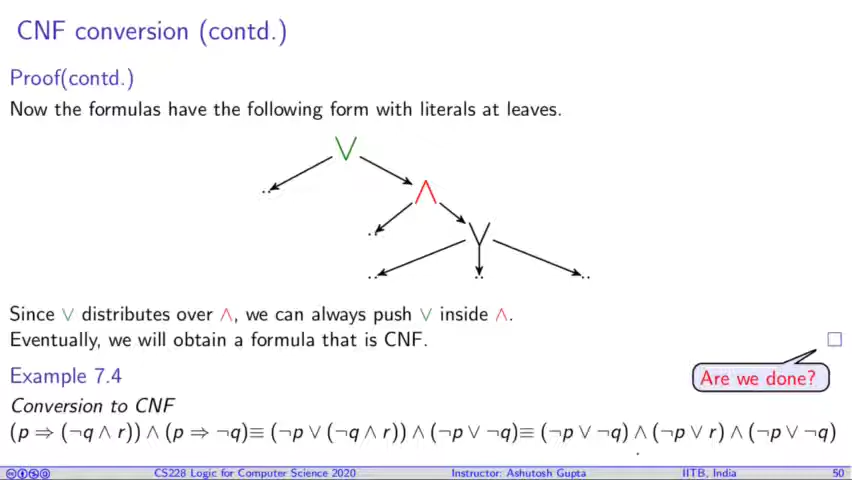 CNF conversion (contd.)
Proof(contd.)
Now the formulas have the following form with literals at leaves.
∨
..
∧
..
∨
.. .. ..
Since ∨ distributes over ∧, we can always push ∨ inside ∧.
Eventually, we will obtain a formula that is CNF.
□
Example 7.4
Are we done?
Conversion to CNF
(p ⇒ (¬q ∧ r)) ∧ (p ⇒ ¬q)≡ (¬p ∨ (¬q ∧ r)) ∧ (¬p ∨ ¬q)≡ (¬p ∨ ¬q) ∧ (¬p ∨ r) ∧ (¬p ∨ ¬q)
CS228 Logic for Computer Science 2020 Instructor: Ashutosh Gupta IITB, India 50